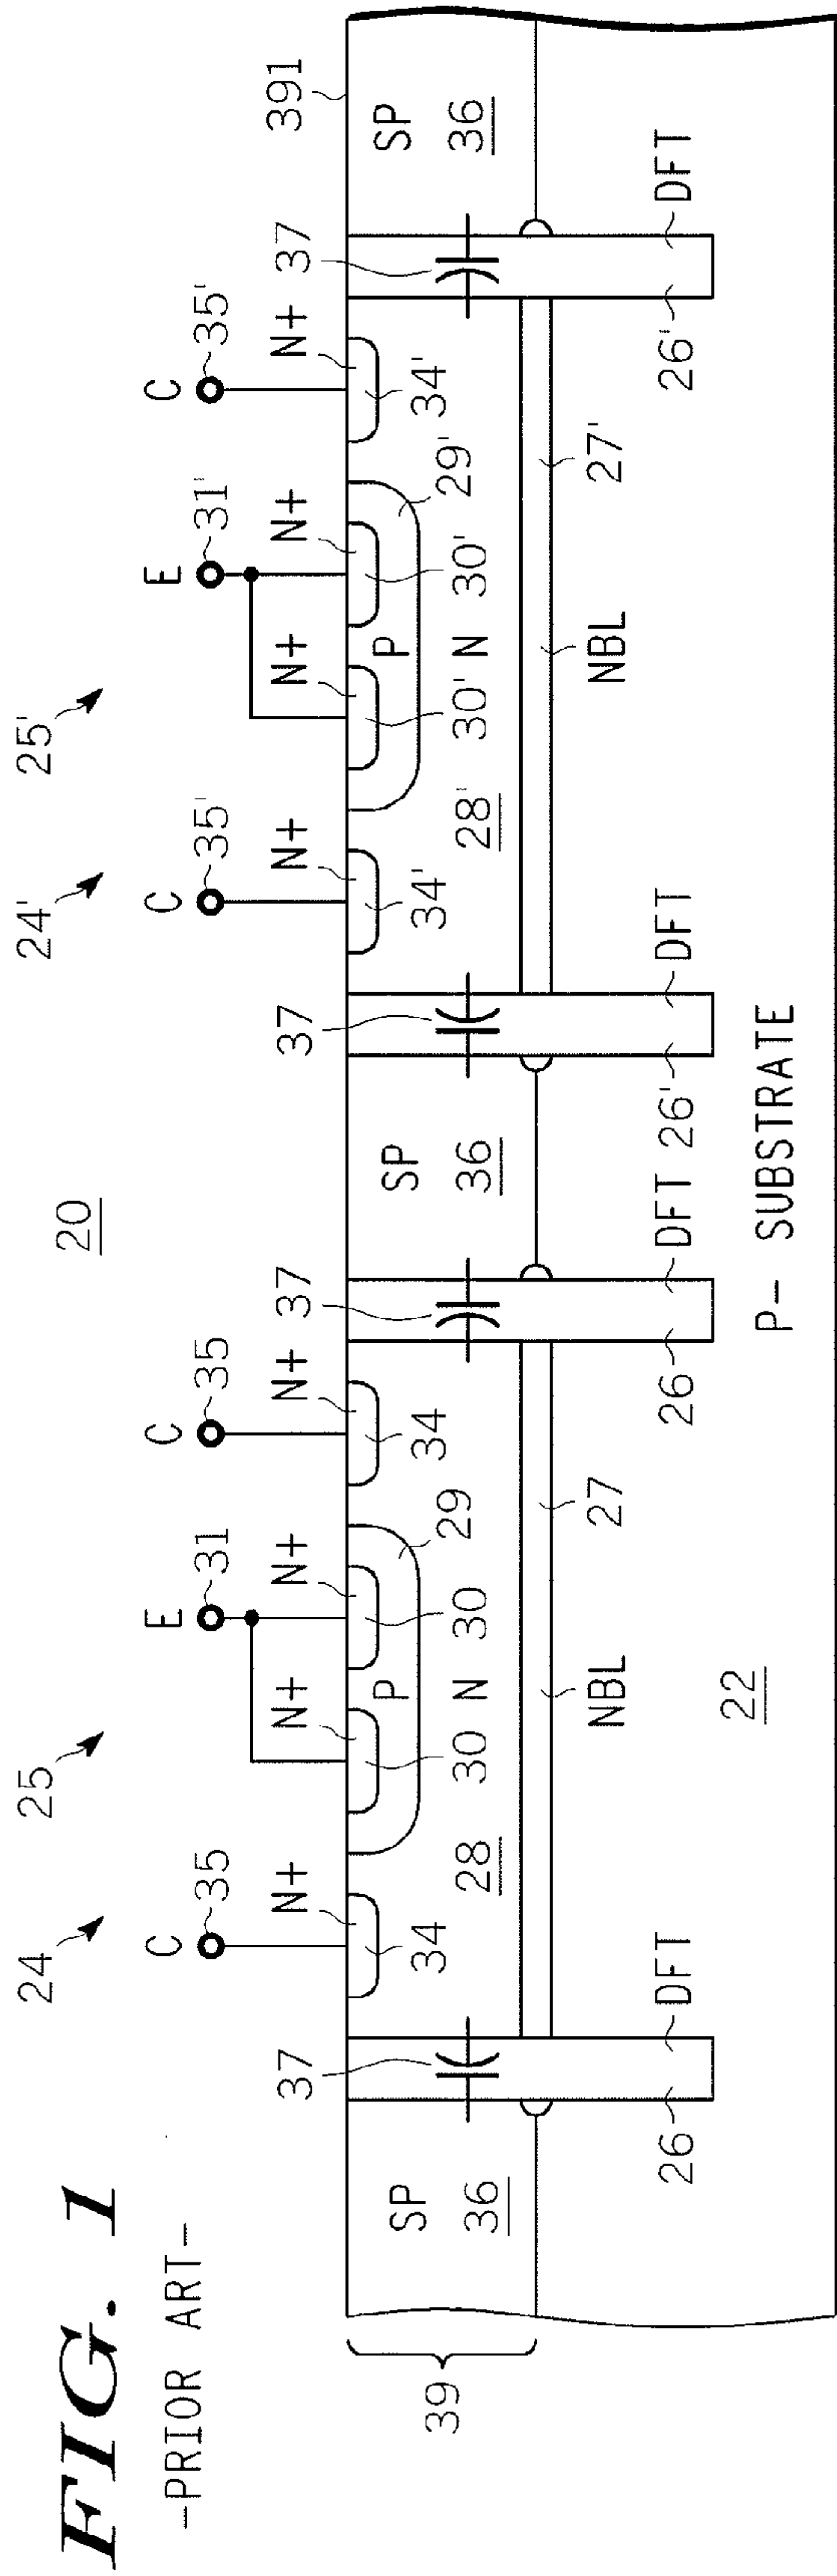 FIG. 1
-PRIOR ART-
20
24 25 24' 25'
C E C C E C
35 31 35 35' 31' 35'
391
37 N+ N+ N+ N+ 37 37 N+ N+ N+ N+ 37
SP P SP P SP
34 30 30 29 34 34' 30' 30' 29' 34'
39 36 28 N 36 28' N 36
NBL 27 NBL 27'
26 DFT 26 DFT 26' DFT 26' DFT
22 P- SUBSTRATE